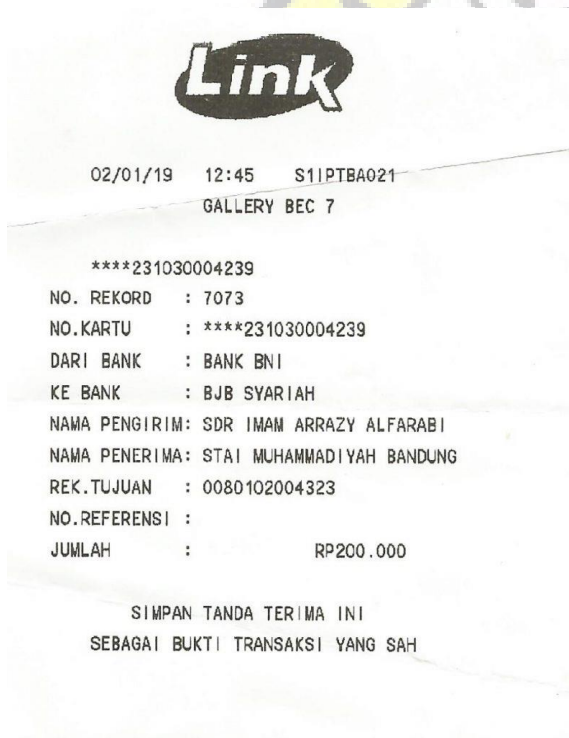 Link
02/01/19 12:45 S1IPTBA021
GALLERY BEC 7
****231030004239
NO. REKORD : 7073
NO.KARTU : ****231030004239
DARI BANK : BANK BNI
KE BANK : BJB SYARIAH
NAMA PENGIRIM: SDR IMAM ARRAZY ALFARABI
NAMA PENERIMA: STAI MUHAMMADIYAH BANDUNG
REK.TUJUAN : 0080102004323
NO.REFERENSI :
JUMLAH : RP200.000
SIMPAN TANDA TERIMA INI
SEBAGAI BUKTI TRANSAKSI YANG SAH